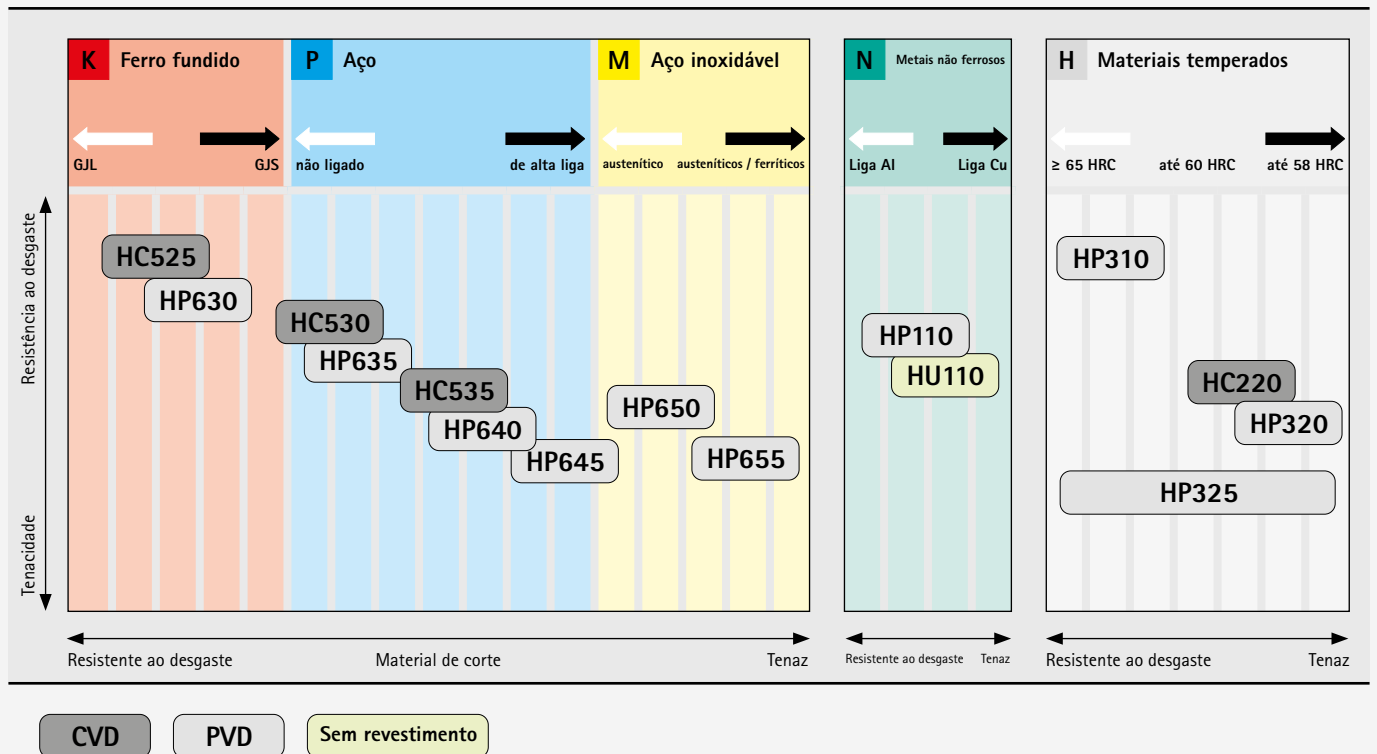 K Ferro fundido
P Aço
M Aço inoxidável
N Metais não ferrosos
H Materiais temperados
GJL GJS
não ligado de alta liga
austenítico austeníticos / ferríticos
Liga Al Liga Cu
≥ 65 HRC até 60 HRC até 58 HRC
Resistência ao desgaste
Tenacidade
HC525
HP630
HC530
HP635
HC535
HP640
HP645
HP650
HP655
HP110
HU110
HP310
HC220
HP320
HP325
Resistente ao desgaste Material de corte Tenaz
Resistente ao desgaste Tenaz
Resistente ao desgaste Tenaz
CVD PVD Sem revestimento